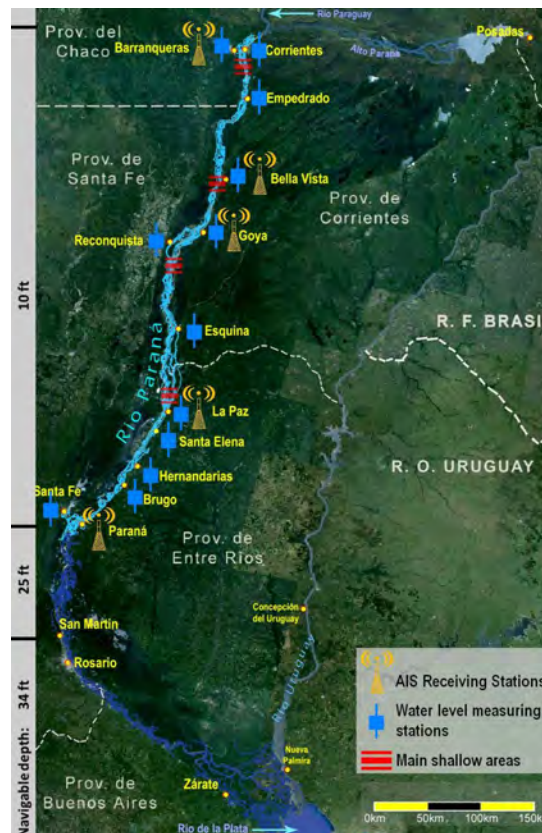 Río Paraguay
Prov. del
Chaco
Barranqueras
Corrientes
Alto Paraná
Posadas
Empedrado
Prov. de
Santa Fe
Bella Vista
Prov. de
Corrientes
Reconquista
Goya
10 ft
Esquina
R. F. BRASI
Río Paraná
La Paz
Santa Elena
R. O. URUGUAY
Hernandarias
Santa Fe
Brugo
Paraná
Prov. de
Entre Ríos
25 ft
Concepción
del Uruguay
San Martin
Rosario
Río Uruguay
34 ft
AIS Receiving Stations
Water level measuring
stations
Main shallow areas
Nueva
Palmira
Navigable depth:
Prov. de
Buenos Aires
Zárate
0km
50km
100km
150k
Río de la Plata